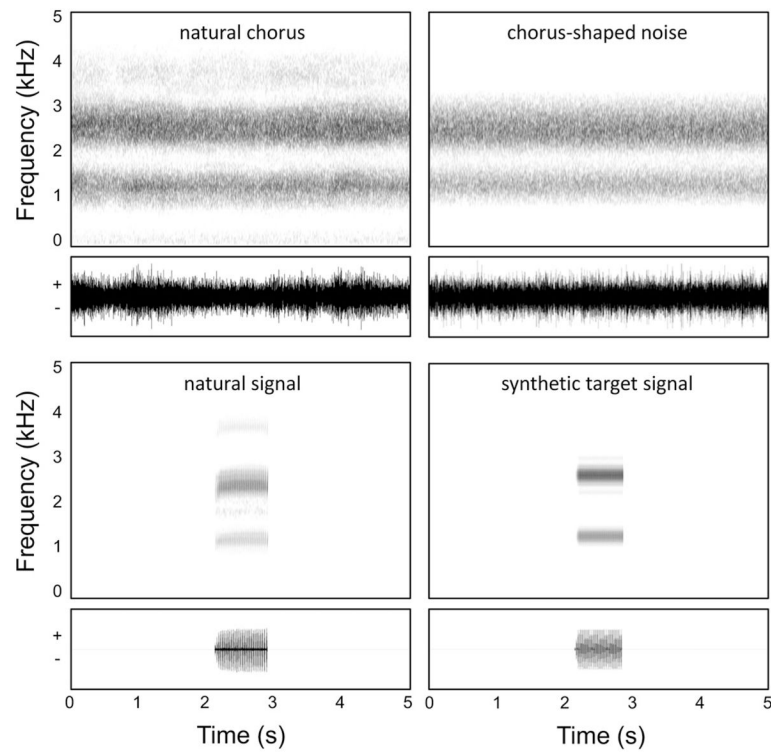 5
natural chorus
chorus-shaped noise
4
3
2
1
0
Frequency (kHz)
+
-
5
natural signal
synthetic target signal
4
3
2
1
0
Frequency (kHz)
+
-
0 1 2 3 4 5
0 1 2 3 4 5
Time (s)
Time (s)